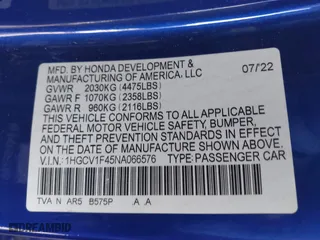 MFD. BY HONDA DEVELOPMENT &
MANUFACTURING OF AMERICA, LLC 07/22
GVWR 2030KG (4475LBS)
GAWR F 1070KG (2358LBS)
GAWR R 960KG (2116LBS)
THIS VEHICLE CONFORMS TO ALL APPLICABLE
FEDERAL MOTOR VEHICLE SAFETY, BUMPER,
AND THEFT PREVENTION STANDARDS IN EFFECT ON
THE DATE OF MANUFACTURE SHOWN ABOVE.
V.I.N.: 1HGCV1F45NA066576 TYPE: PASSENGER CAR
TVA N AR5 B575P .A .A
DREAMBID